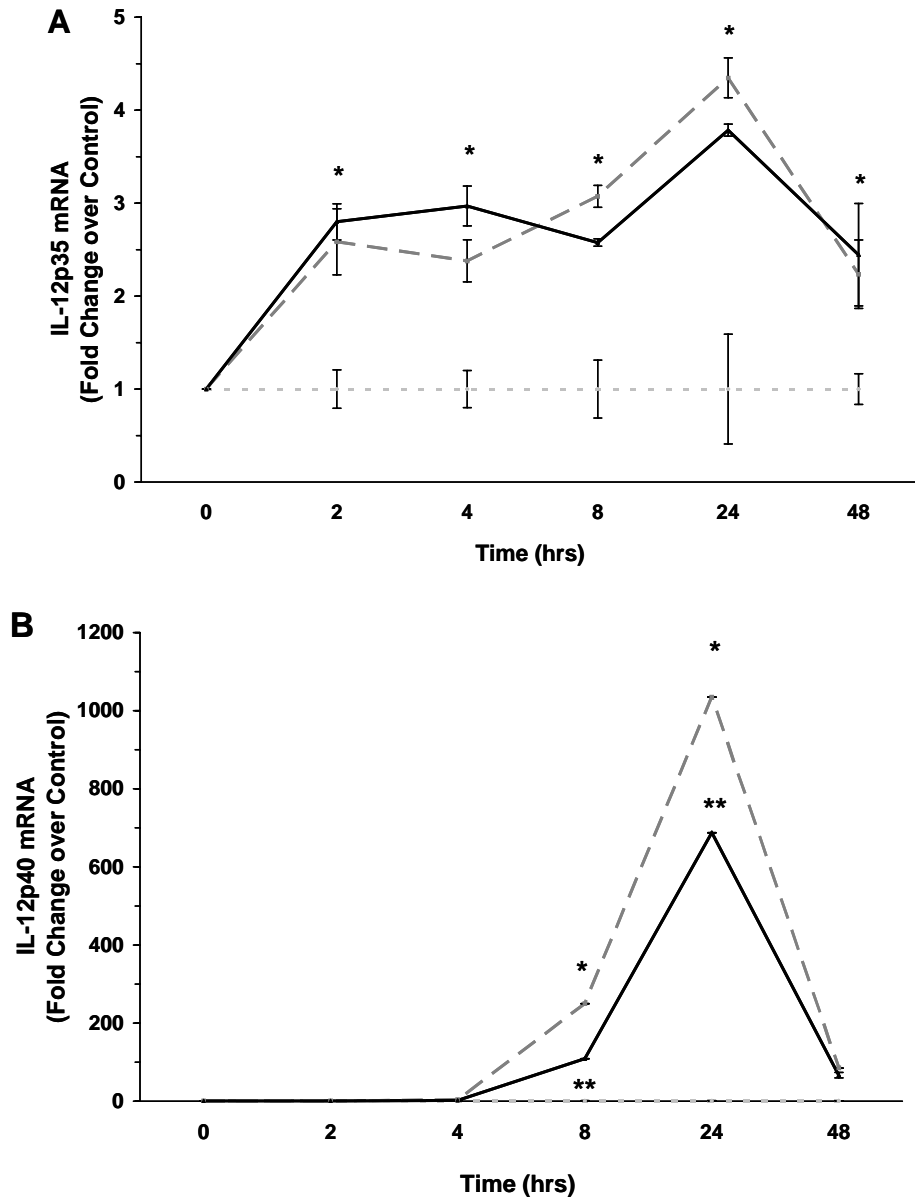 A
5
4
3
2
1
0
IL-12p35 mRNA
(Fold Change over Control)
*
*
*
*
*
0 2 4 8 24 48
Time (hrs)
B
1200
1000
800
600
400
200
0
IL-12p40 mRNA
(Fold Change over Control)
*
**
*
**
0 2 4 8 24 48
Time (hrs)